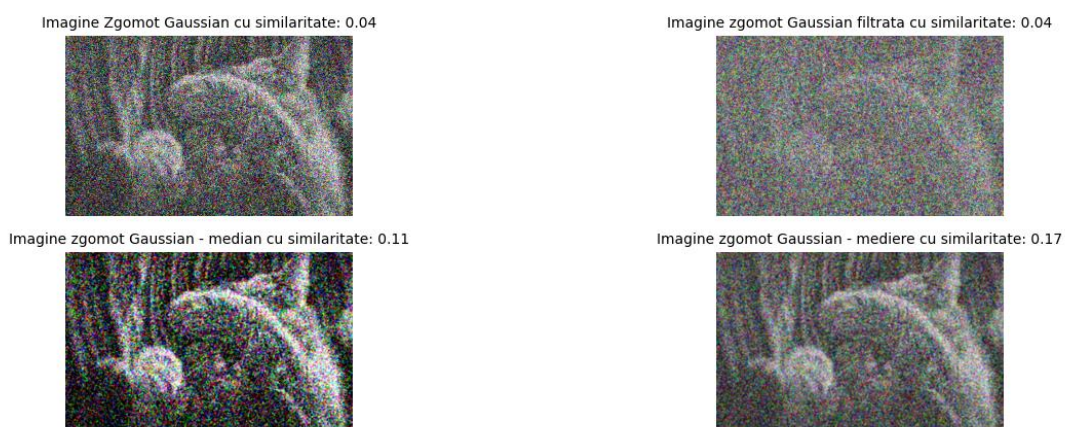 Imagine Zgomot Gaussian cu similaritate: 0.04
Imagine zgomot Gaussian filtrata cu similaritate: 0.04
Imagine zgomot Gaussian - median cu similaritate: 0.11
Imagine zgomot Gaussian - mediere cu similaritate: 0.17